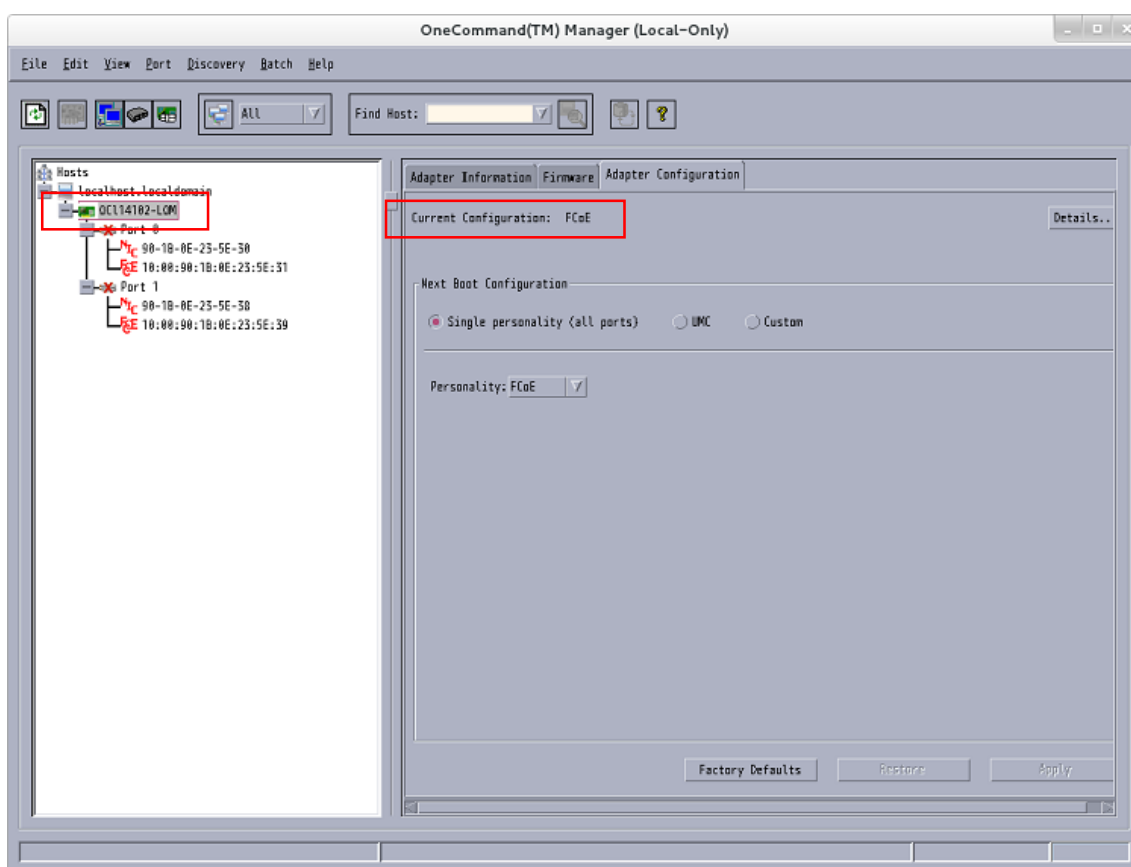 OneCommand(TM) Manager (Local-Only)
File Edit View Port Discovery Batch Help
All
Find Host:
Hosts
localhost.localdomain
OCl14102-LOM
Port 0
NIC 90-1B-0E-23-5E-30
FCoE 10:00:90:1B:0E:23:5E:31
Port 1
NIC 90-1B-0E-23-5E-38
FCoE 10:00:90:1B:0E:23:5E:39
Adapter Information Firmware Adapter Configuration
Current Configuration: FCoE
Details..
Next Boot Configuration
Single personality (all ports) UMC Custom
Personality: FCoE
Factory Defaults Restore Apply